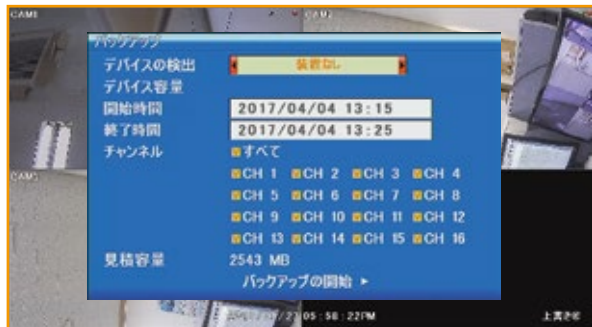 CAM1
CAM2
バックアップ
デバイスの検出 装置なし
デバイス容量
開始時間 2017/04/04 13:15
終了時間 2017/04/04 13:25
チャンネル すべて
CH 1 CH 2 CH 3 CH 4
CH 5 CH 6 CH 7 CH 8
CH 9 CH 10 CH 11 CH 12
CH 13 CH 14 CH 15 CH 16
CAM3
見積容量 2543 MB
バックアップの開始 ►
05:58:22PM
上書き可